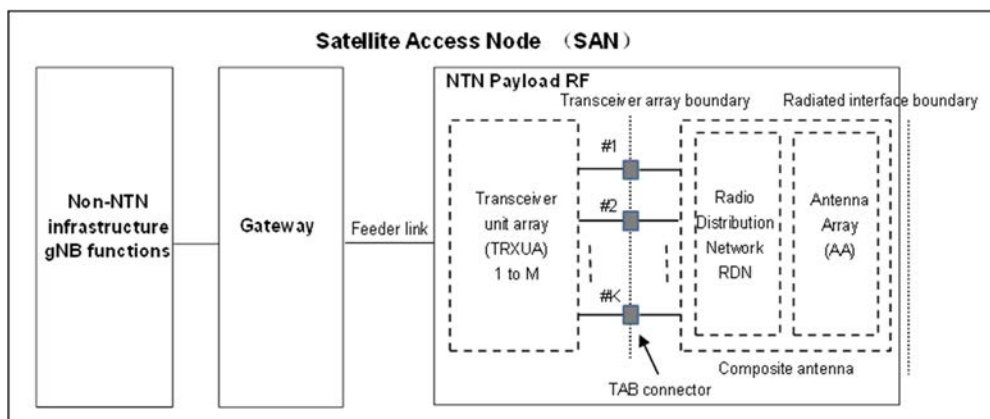 Satellite Access Node （SAN）
NTN Payload RF
Transceiver array boundary
Radiated interface boundary
Non-NTN
infrastructure
gNB functions
Gateway
Feeder link
Transceiver
unit array
(TRXUA)
1 to M
#1
#2
#K
Radio
Distribution
Network
RDN
Antenna
Array
(AA)
Composite antenna
TAB connector